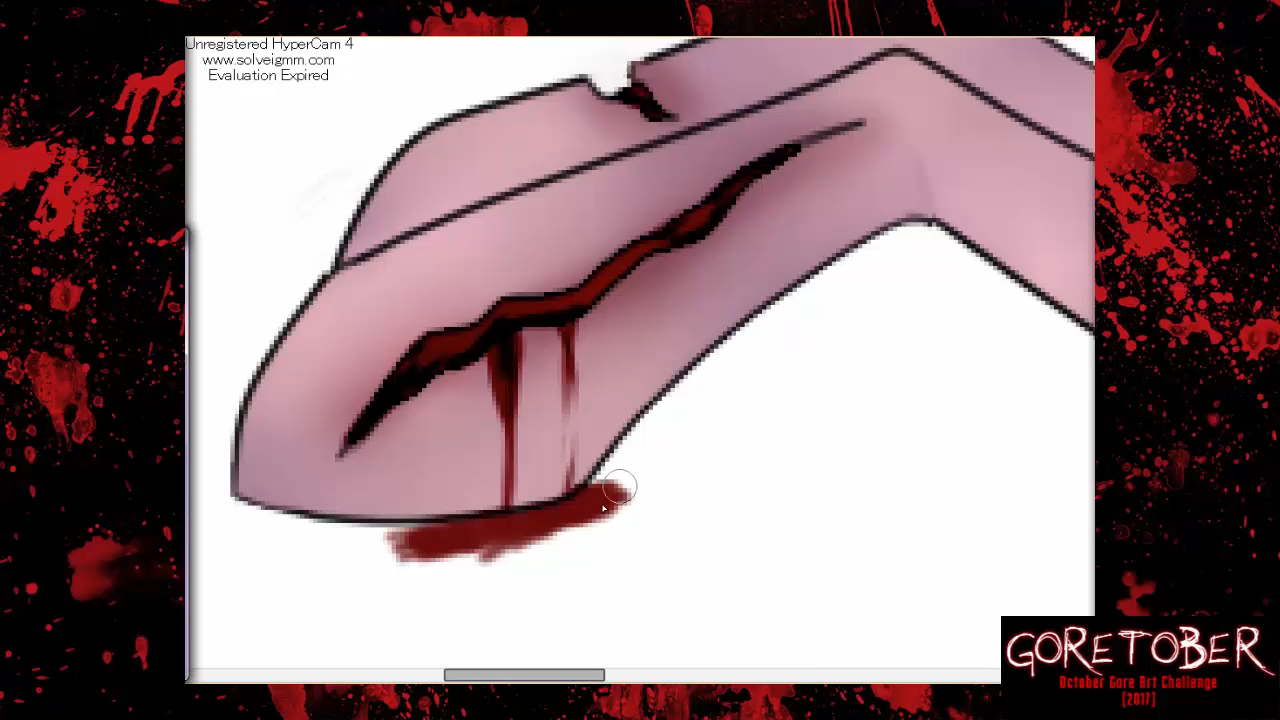 Unregistered HyperCam 4
www.solveigmm.com
Evaluation Expired
GORETOBER
October Gore Art Challenge
(2017)